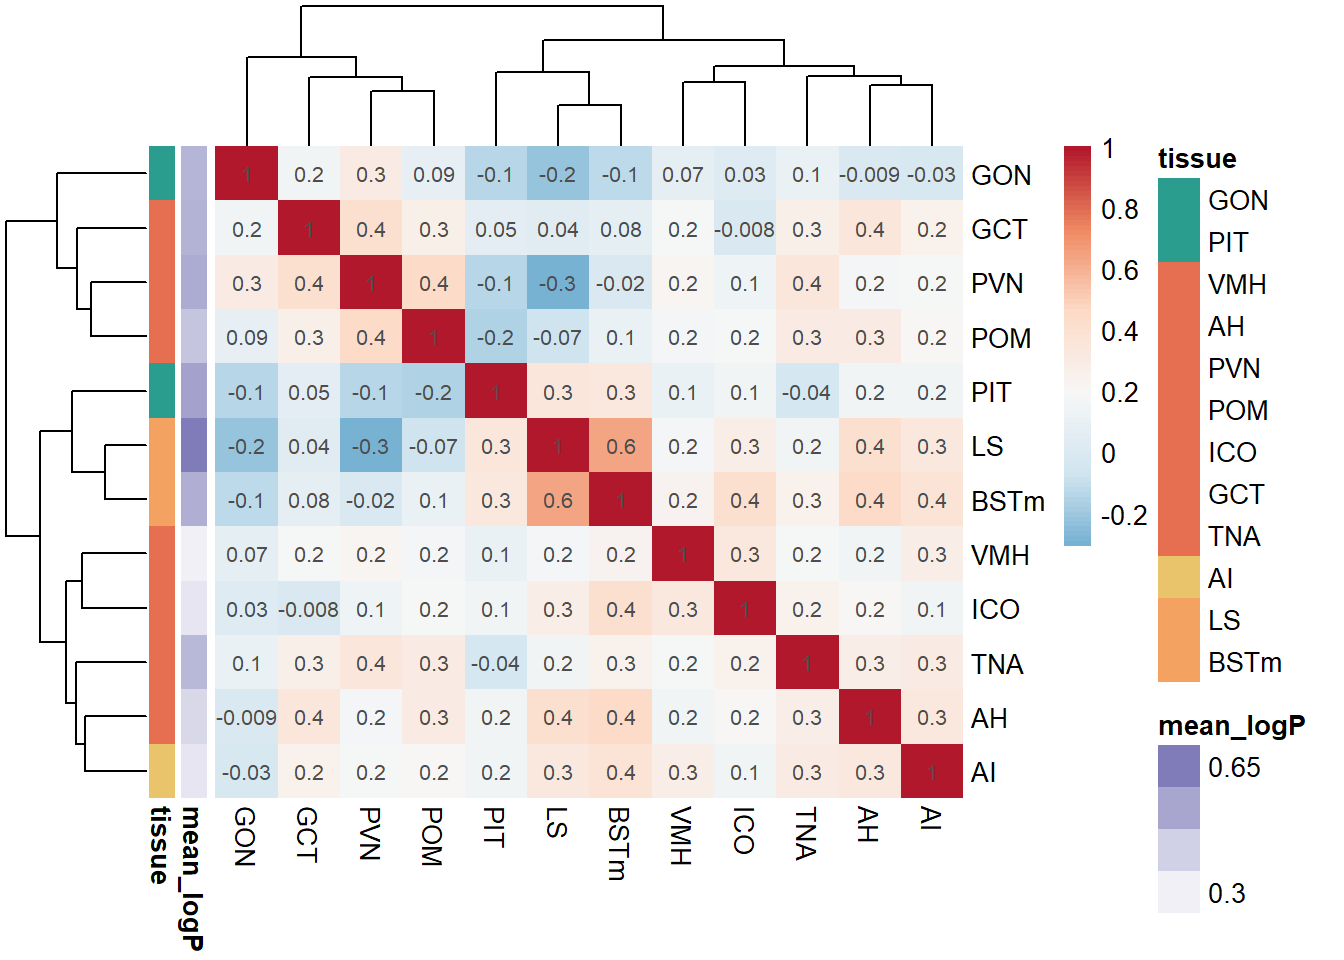 1 0.2 0.3 0.09 -0.1 -0.2 -0.1 0.07 0.03 0.1 -0.009 -0.03 GON
0.2 1 0.4 0.3 0.05 0.04 0.08 0.2 -0.008 0.3 0.4 0.2 GCT
0.3 0.4 1 0.4 -0.1 -0.3 -0.02 0.2 0.1 0.4 0.2 0.2 PVN
0.09 0.3 0.4 1 -0.2 -0.07 0.1 0.2 0.2 0.3 0.3 0.2 POM
-0.1 0.05 -0.1 -0.2 1 0.3 0.3 0.1 0.1 -0.04 0.2 0.2 PIT
-0.2 0.04 -0.3 -0.07 0.3 1 0.6 0.2 0.3 0.2 0.4 0.3 LS
-0.1 0.08 -0.02 0.1 0.3 0.6 1 0.2 0.4 0.3 0.4 0.4 BSTm
0.07 0.2 0.2 0.2 0.1 0.2 0.2 1 0.3 0.2 0.2 0.3 VMH
0.03 -0.008 0.1 0.2 0.1 0.3 0.4 0.3 1 0.2 0.2 0.1 ICO
0.1 0.3 0.4 0.3 -0.04 0.2 0.3 0.2 0.2 1 0.3 0.3 TNA
-0.009 0.4 0.2 0.3 0.2 0.4 0.4 0.2 0.2 0.3 1 0.3 AH
-0.03 0.2 0.2 0.2 0.2 0.3 0.4 0.3 0.1 0.3 0.3 1 AI
tissue
mean_logP
GON
GCT
PVN
POM
PIT
LS
BSTm
VMH
ICO
TNA
AH
AI
1
0.8
0.6
0.4
0.2
0
-0.2
tissue
GON
PIT
VMH
AH
PVN
POM
ICO
GCT
TNA
AI
LS
BSTm
mean_logP
0.65
0.3